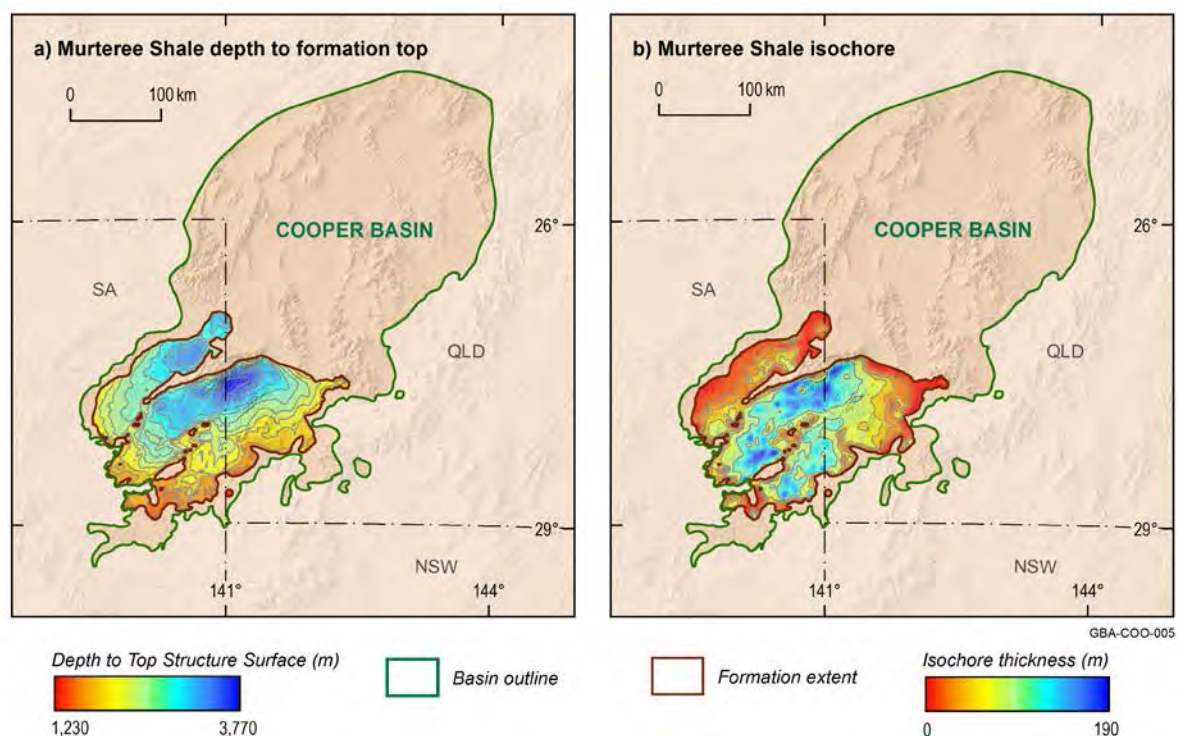 a) Murteree Shale depth to formation top
0 100 km
COOPER BASIN
26°
SA
QLD
29°
NSW
141° 144°
b) Murteree Shale isochore
0 100 km
COOPER BASIN
26°
SA
QLD
29°
NSW
141° 144°
GBA-COO-005
Depth to Top Structure Surface (m)
1,230 3,770
Basin outline
Formation extent
Isochore thickness (m)
0 190